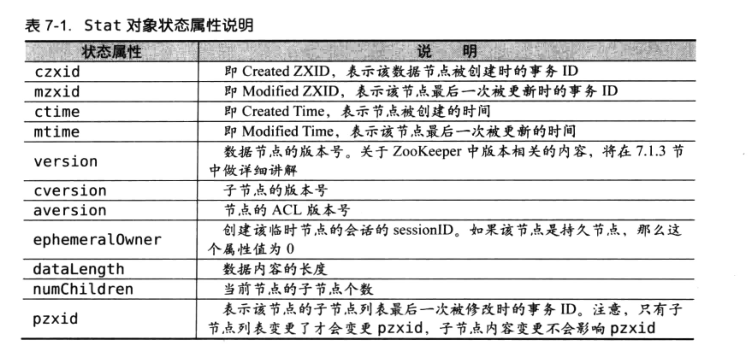 表 7-1. Stat 对象状态属性说明
状态属性 说 明
czxid 即 Created ZXID，表示该数据节点被创建时的事务 ID
mzxid 即 Modified ZXID，表示该节点最后一次被更新时的事务 ID
ctime 即 Created Time，表示节点被创建的时间
mtime 即 Modified Time，表示该节点最后一次被更新的时间
version 数据节点的版本号。关于 ZooKeeper 中版本相关的内容，将在 7.1.3 节
中做详细讲解
cversion 子节点的版本号
aversion 节点的 ACL 版本号
ephemeralOwner 创建该临时节点的会话的 sessionID。如果该节点是持久节点，那么这
个属性值为 0
dataLength 数据内容的长度
numChildren 当前节点的子节点个数
pzxid 表示该节点的子节点列表最后一次被修改时的事务 ID。注意，只有子
节点列表变更了才会变更 pzxid，子节点内容变更不会影响 pzxid